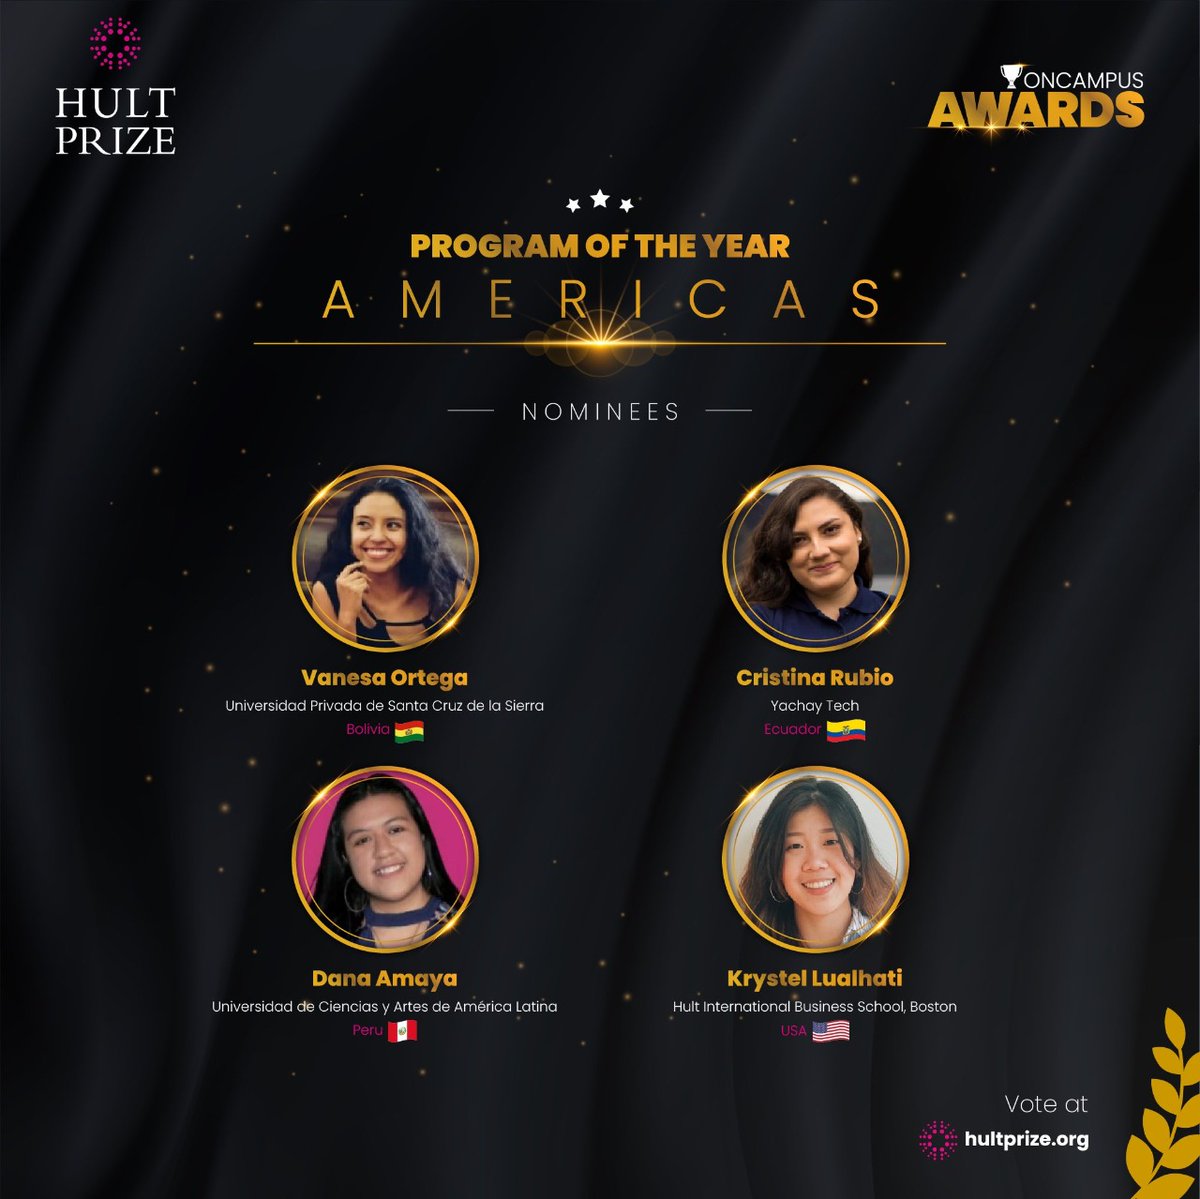 HULT
PRIZE
ONCAMPUS
AWARDS
PROGRAM OF THE YEAR
AMERICAS
NOMINEES
Vanesa Ortega
Universidad Privada de Santa Cruz de la Sierra
Bolivia
Cristina Rubio
Yachay Tech
Ecuador
Dana Amaya
Universidad de Ciencias y Artes de América Latina
Peru
Krystel Lualhati
Hult International Business School, Boston
USA
Vote at
hultprize.org